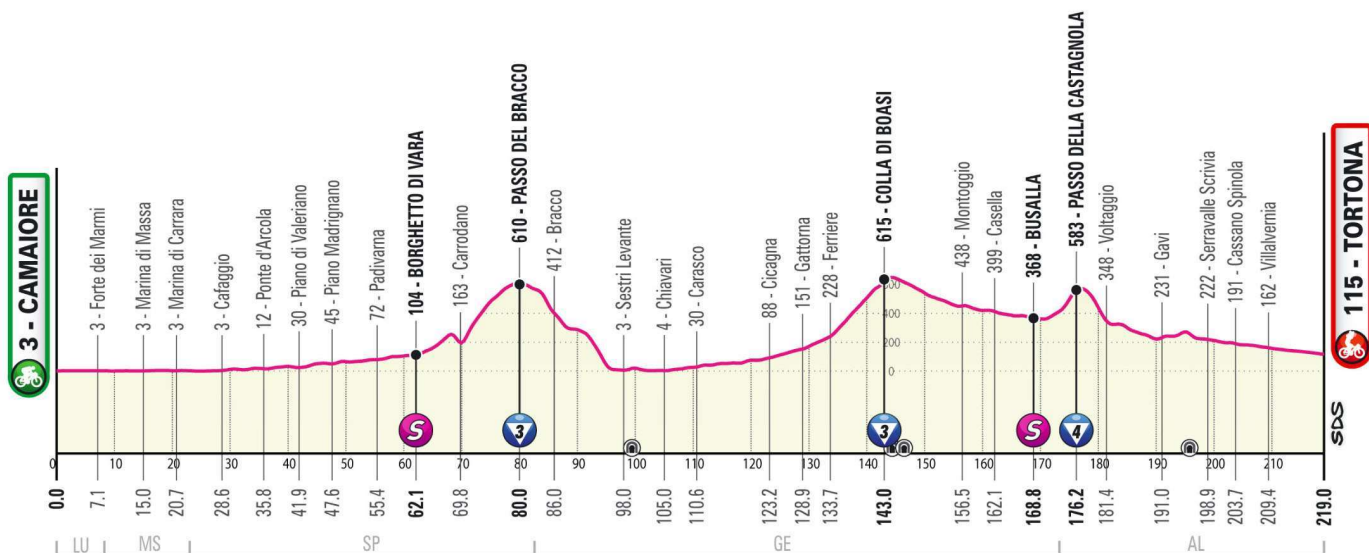 3 - CAMAIORE
3 - Forte dei Marmi
3 - Marina di Massa
3 - Marina di Carrara
3 - Cafaggio
12 - Ponte d'Arcola
30 - Piano di Valeriano
45 - Piano Madrignano
72 - Padivarna
104 - BORGHETTO DI VARA
163 - Carrodano
610 - PASSO DEL BRACCO
412 - Bracco
3 - Sestri Levante
4 - Chiavari
30 - Carasco
88 - Cicagna
151 - Gattorna
228 - Ferriere
615 - COLLA DI BOASI
438 - Montoggio
399 - Casella
368 - BUSALLA
583 - PASSO DELLA CASTAGNOLA
348 - Voltaggio
231 - Gavi
222 - Serravalle Scrivia
191 - Cassano Spinola
162 - Villalvernia
115 - TORTONA
600
400
200
0
S
3
3
S
4
SDS
0 10 20 30 40 50 60 70 80 90 100 110 120 130 140 150 160 170 180 190 200 210
0.0 7.1 15.0 20.7 28.6 35.8 41.9 47.6 55.4 62.1 69.8 80.0 86.0 98.0 105.0 110.6 123.2 128.9 133.7 143.0 156.5 162.1 168.8 176.2 181.4 191.0 198.9 203.7 209.4 219.0
LU MS SP GE AL